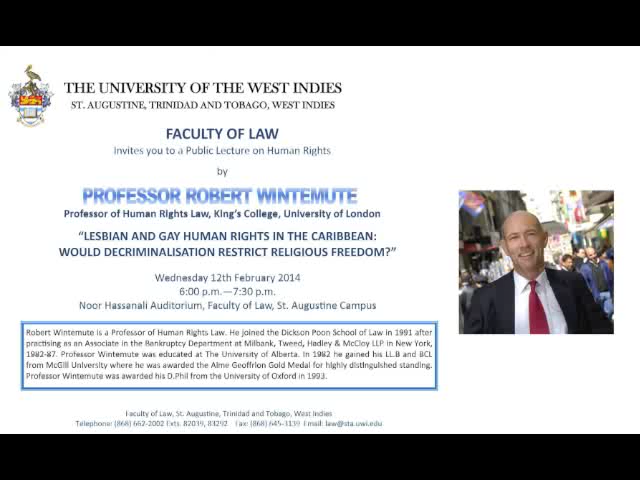 THE UNIVERSITY OF THE WEST INDIES
ST. AUGUSTINE, TRINIDAD AND TOBAGO, WEST INDIES
FACULTY OF LAW
Invites you to a Public Lecture on Human Rights
by
PROFESSOR ROBERT WINTEMUTE
Professor of Human Rights Law, King's College, University of London
"LESBIAN AND GAY HUMAN RIGHTS IN THE CARIBBEAN:
WOULD DECRIMINALISATION RESTRICT RELIGIOUS FREEDOM?"
Wednesday 12th February 2014
6:00 p.m.—7:30 p.m.
Noor Hassanali Auditorium, Faculty of Law, St. Augustine Campus
Robert Wintemute is a Professor of Human Rights Law. He joined the Dickson Poon School of Law in 1991 after
practising as an Associate in the Bankruptcy Department at Milbank, Tweed, Hadley & McCloy LLP in New York,
1982-87. Professor Wintemute was educated at The University of Alberta. In 1982 he gained his LL.B and BCL
from McGill University where he was awarded the Alme Geoffrion Gold Medal for highly distinguished standing.
Professor Wintemute was awarded his D.Phil from the University of Oxford in 1993.
Faculty of Law, St. Augustine, Trinidad and Tobago, West Indies
Telephone: (868) 662-2002 Exts. 82039, 83292 Fax: (868) 645-3139 Email: law@sta.uwi.edu